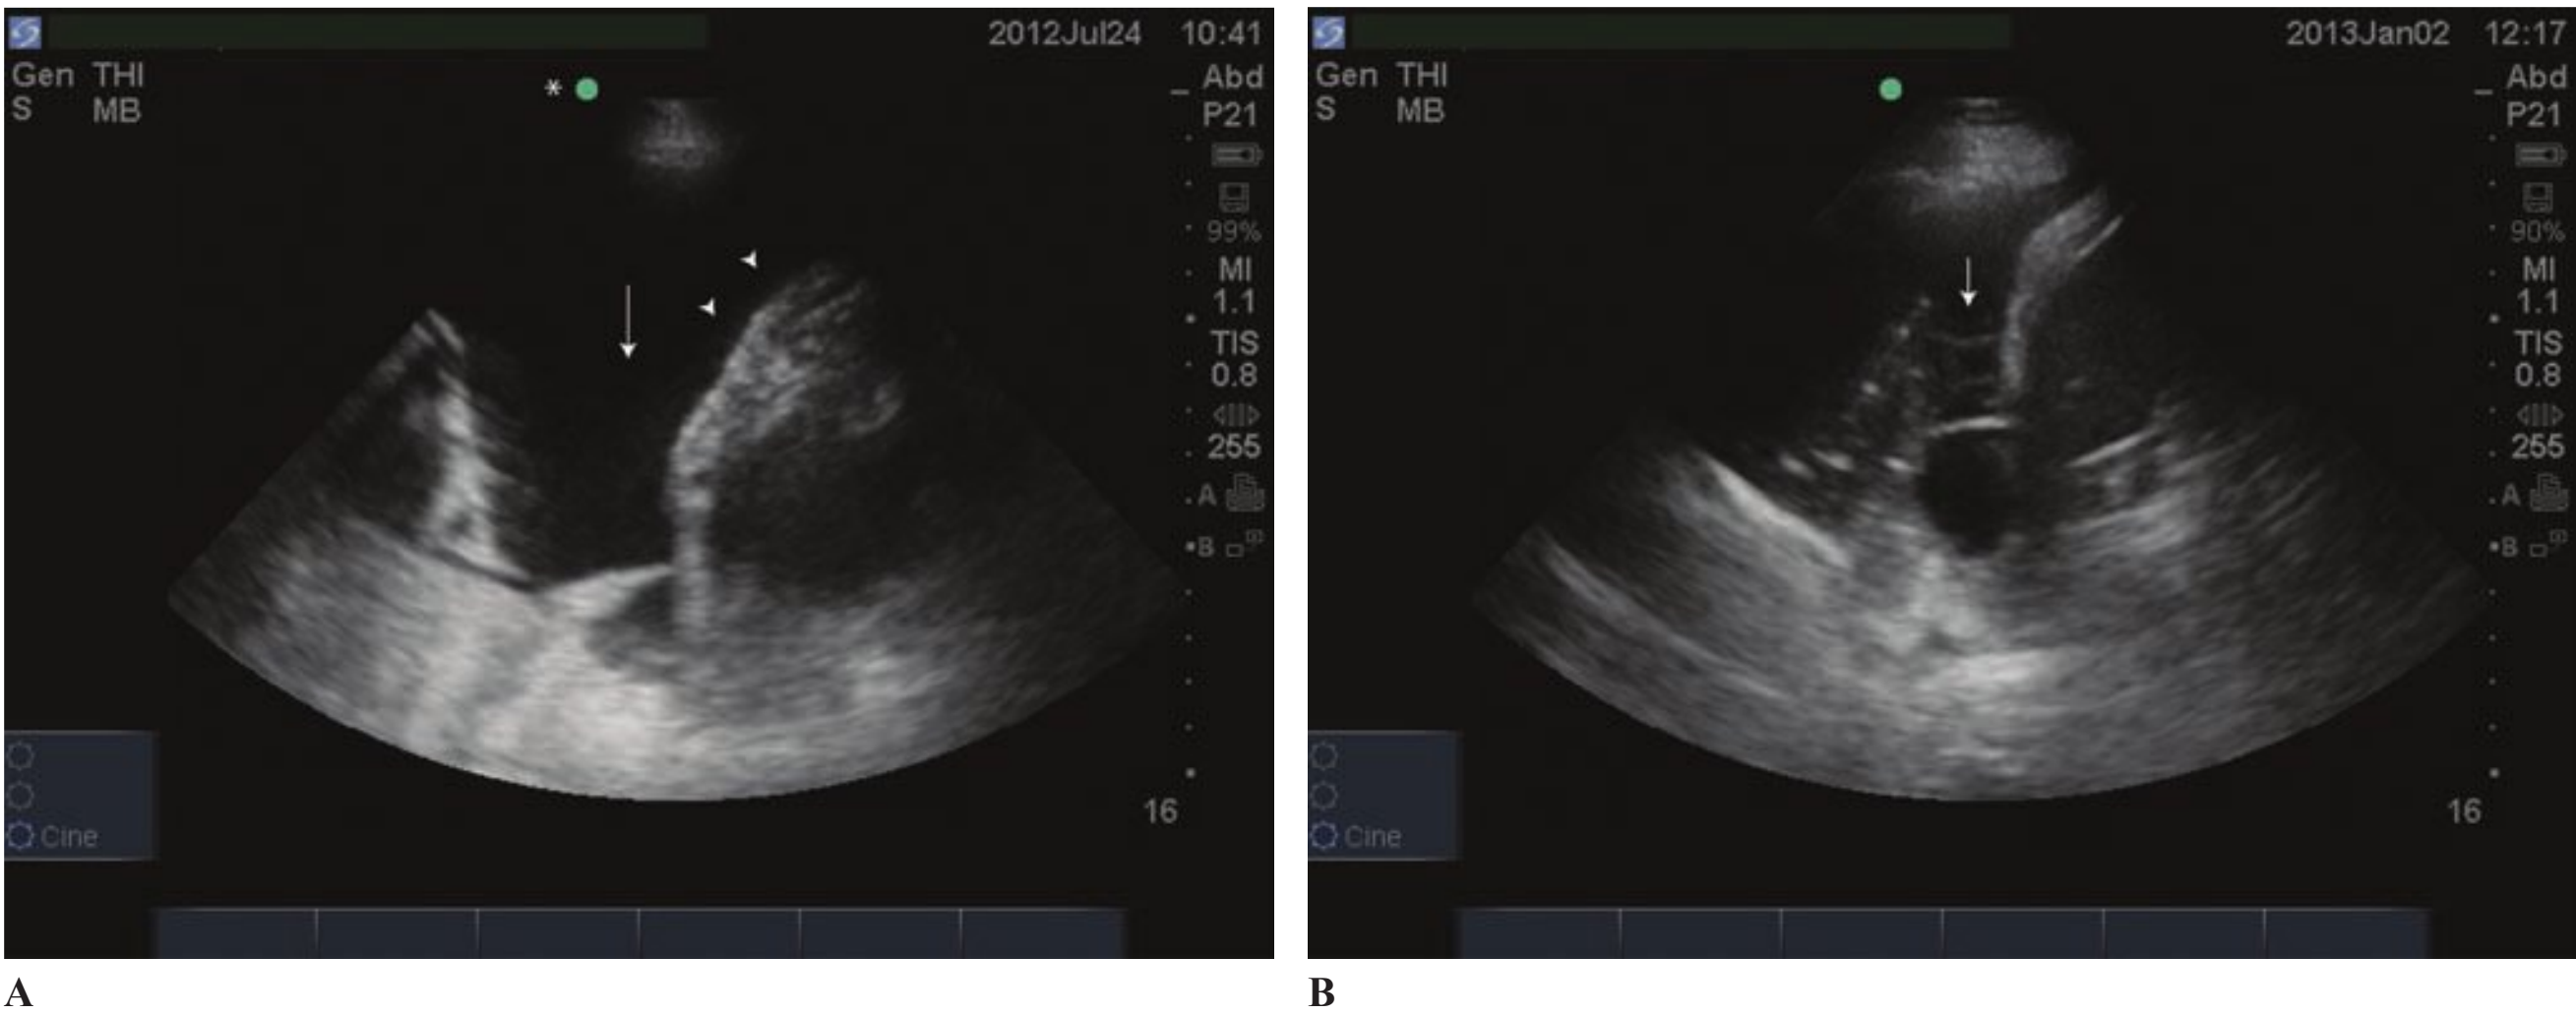 2012Jul24 10:41
Gen THI
S MB
*
Abd
P21
99%
MI
1.1
TIS
0.8
255
A
B
16
Cine
A
2013Jan02 12:17
Gen THI
S MB
Abd
P21
90%
MI
1.1
TIS
0.8
255
A
B
16
Cine
B